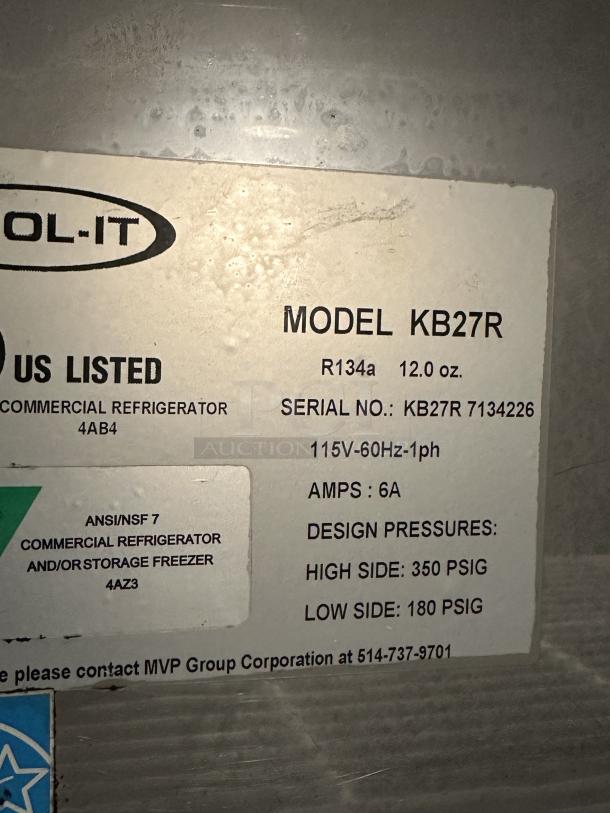 OL-IT
MODEL KB27R
R134a 12.0 oz.
US LISTED
COMMERCIAL REFRIGERATOR
4AB4
SERIAL NO.: KB27R 7134226
115V-60Hz-1ph
AMPS : 6A
DESIGN PRESSURES:
HIGH SIDE: 350 PSIG
LOW SIDE: 180 PSIG
ANSI/NSF 7
COMMERCIAL REFRIGERATOR
AND/OR STORAGE FREEZER
4AZ3
e please contact MVP Group Corporation at 514-737-9701
AUCTION